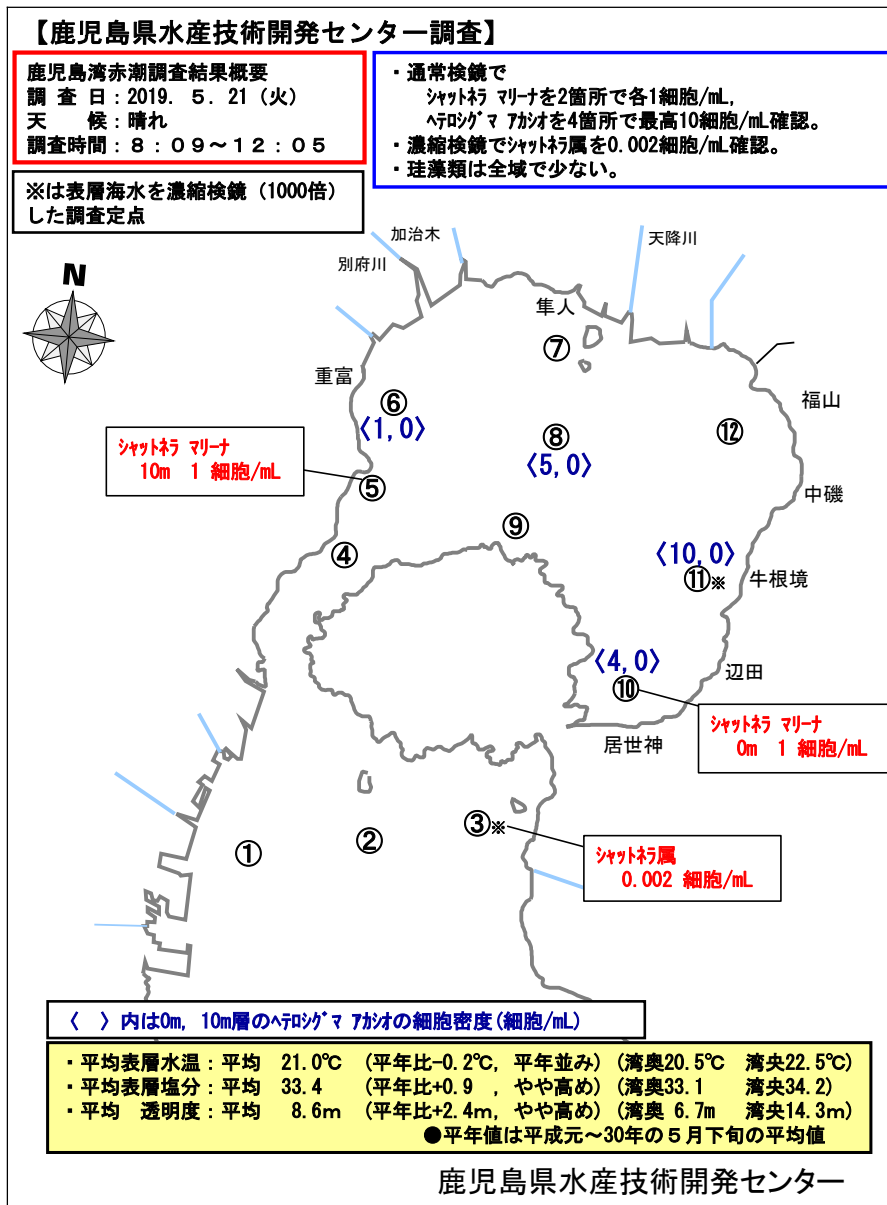 【鹿児島県水産技術開発センター調査】
鹿児島湾赤潮調査結果概要
調 査 日：2019. 5. 21（火）
天　　候：晴れ
調査時間：8：09～12：05
・通常検鏡で
ｼｬｯﾄﾈﾗ ﾏﾘｰﾅを2箇所で各1細胞/mL,
ﾍﾃﾛｼｸﾞﾏ ｱｶｼｵを4箇所で最高10細胞/mL確認。
・濃縮検鏡でｼｬｯﾄﾈﾗ属を0.002細胞/mL確認。
・珪藻類は全域で少ない。
※は表層海水を濃縮検鏡（1000倍）
した調査定点
N
加治木
別府川
天降川
隼人
重富
福山
中磯
牛根境
辺田
居世神
⑦
⑥
〈1,0〉
⑧
〈5,0〉
⑫
ｼｬｯﾄﾈﾗ ﾏﾘｰﾅ
10m 1 細胞/mL
⑤
⑨
④
〈10,0〉
⑪※
〈4,0〉
⑩
ｼｬｯﾄﾈﾗ ﾏﾘｰﾅ
0m 1 細胞/mL
①
②
③※
ｼｬｯﾄﾈﾗ属
0.002 細胞/mL
〈　〉内は0m, 10m層のﾍﾃﾛｼｸﾞﾏ ｱｶｼｵの細胞密度(細胞/mL)
・平均表層水温：平均 21.0℃ （平年比-0.2℃, 平年並み）（湾奥20.5℃ 湾央22.5℃）
・平均表層塩分：平均 33.4 （平年比+0.9 , やや高め）（湾奥33.1 湾央34.2）
・平均 透明度：平均 8.6m （平年比+2.4m, やや高め）（湾奥 6.7m 湾央14.3m）
●平年値は平成元～30年の５月下旬の平均値
鹿児島県水産技術開発センター